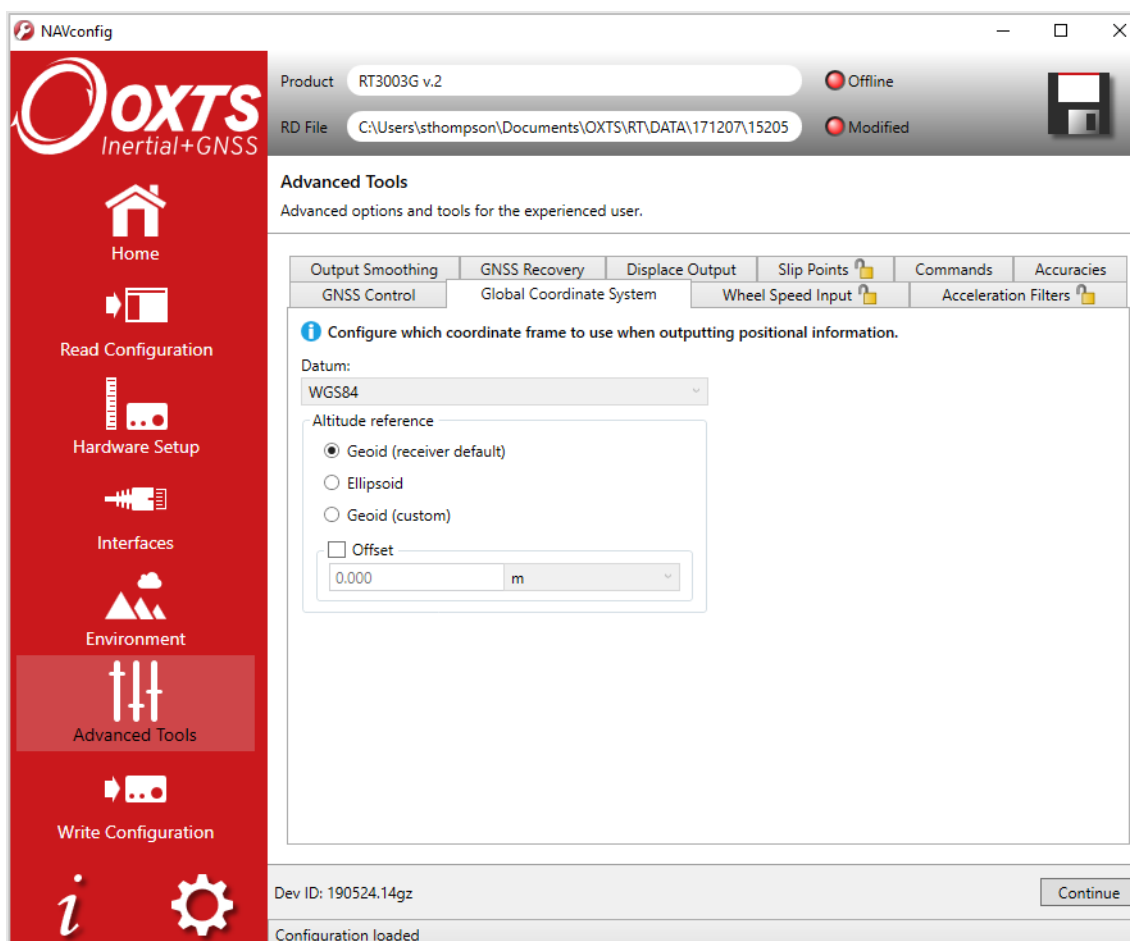 NAVconfig
OXTS
Inertial+GNSS
Product RT3003G v.2 Offline
RD File C:\Users\sthompson\Documents\OXTS\RT\DATA\171207\15205 Modified
Home
Read Configuration
Hardware Setup
Interfaces
Environment
Advanced Tools
Write Configuration
i
Advanced Tools
Advanced options and tools for the experienced user.
Output Smoothing GNSS Recovery Displace Output Slip Points Commands Accuracies
GNSS Control Global Coordinate System Wheel Speed Input Acceleration Filters
i Configure which coordinate frame to use when outputting positional information.
Datum:
WGS84
Altitude reference
Geoid (receiver default)
Ellipsoid
Geoid (custom)
Offset
0.000 m
Dev ID: 190524.14gz Continue
Configuration loaded